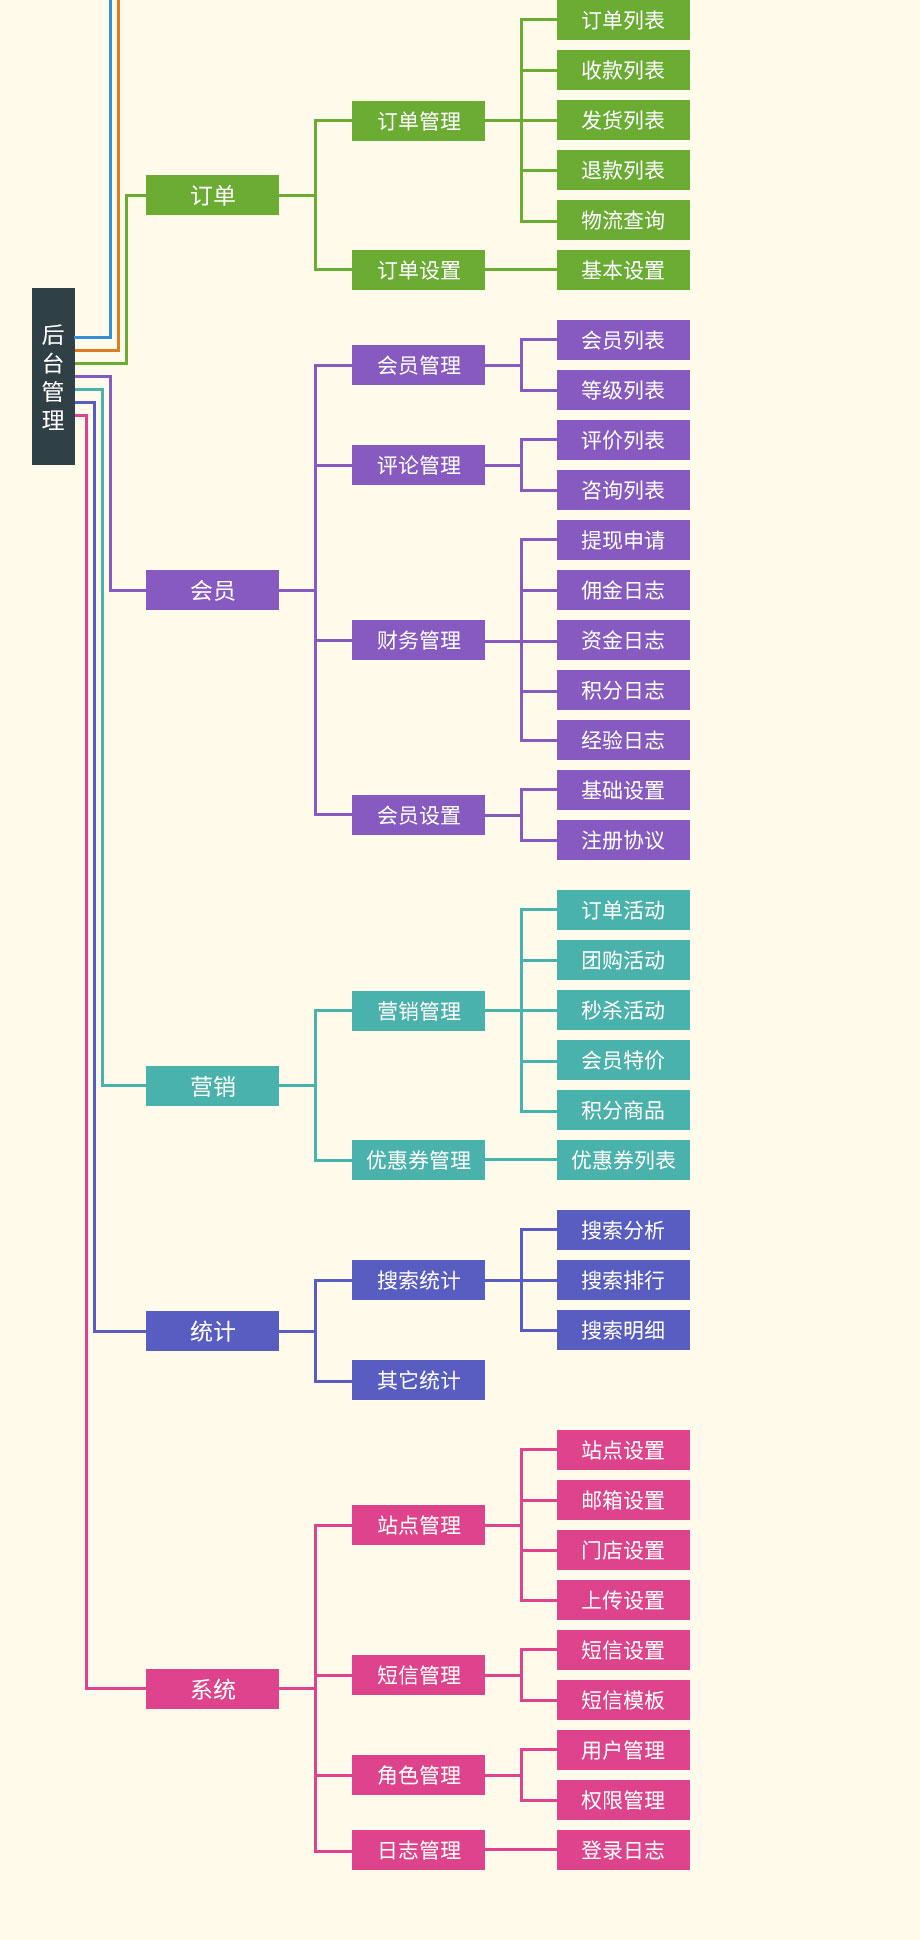 后台管理
订单
订单管理
订单列表
收款列表
发货列表
退款列表
物流查询
订单设置
基本设置
会员
会员管理
会员列表
等级列表
评论管理
评价列表
咨询列表
财务管理
提现申请
佣金日志
资金日志
积分日志
经验日志
会员设置
基础设置
注册协议
营销
营销管理
订单活动
团购活动
秒杀活动
会员特价
积分商品
优惠券管理
优惠券列表
统计
搜索统计
搜索分析
搜索排行
搜索明细
其它统计
系统
站点管理
站点设置
邮箱设置
门店设置
上传设置
短信管理
短信设置
短信模板
角色管理
用户管理
权限管理
日志管理
登录日志